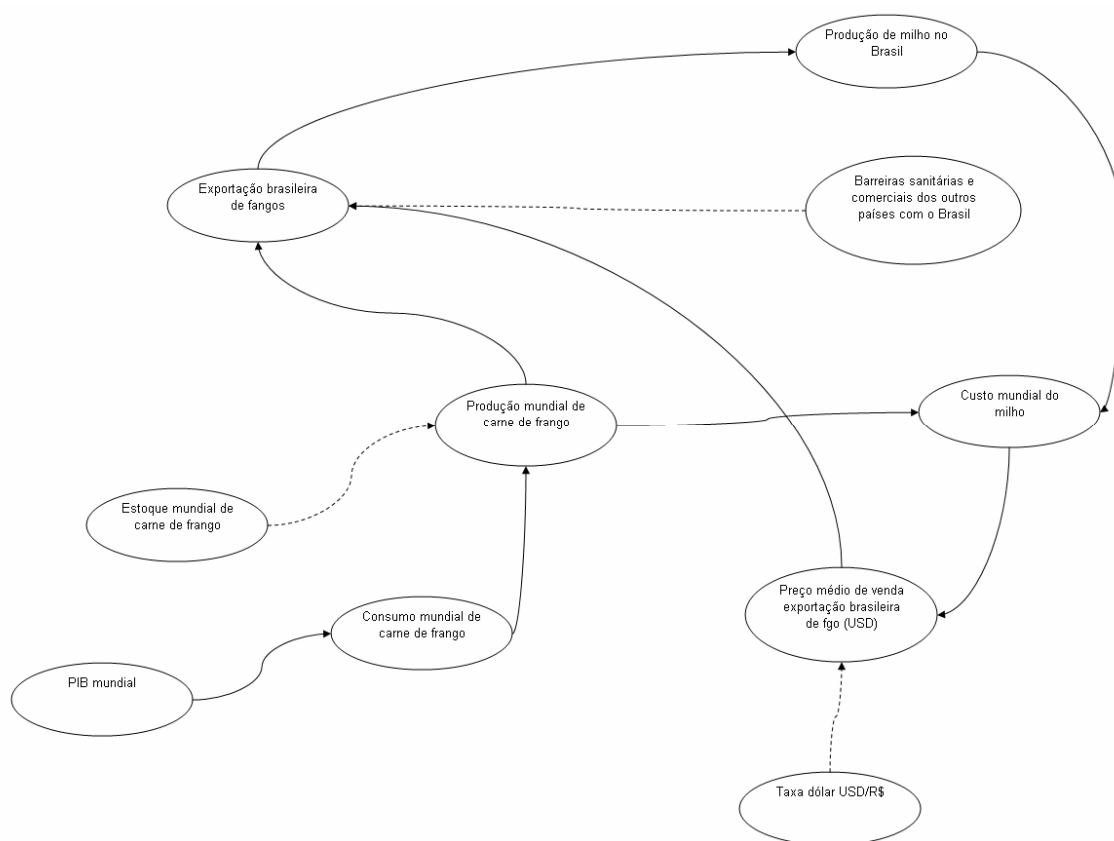 Produção de milho no
Brasil
Exportação brasileira
de fangos
Barreiras sanitárias e
comerciais dos outros
países com o Brasil
Produção mundial de
carne de frango
Custo mundial do
milho
Estoque mundial de
carne de frango
Preço médio de venda
exportação brasileira
de fgo (USD)
Consumo mundial de
carne de frango
PIB mundial
Taxa dólar USD/R$